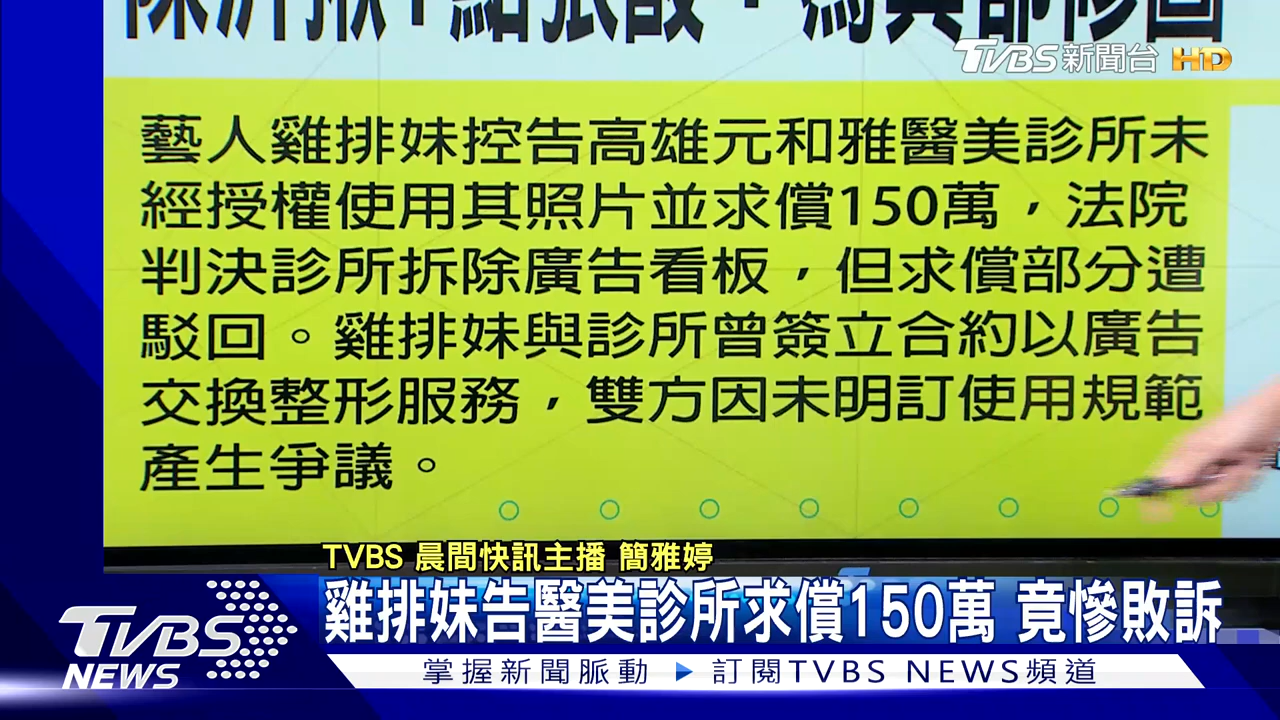 TVBS新聞台 HD
藝人雞排妹控告高雄元和雅醫美診所未
經授權使用其照片並求償150萬，法院
判決診所拆除廣告看板，但求償部分遭
駁回。雞排妹與診所曾簽立合約以廣告
交換整形服務，雙方因未明訂使用規範
產生爭議。
TVBS 晨間快訊主播 簡雅婷
雞排妹告醫美診所求償150萬 竟慘敗訴
TVBS NEWS
掌握新聞脈動 ▶ 訂閱TVBS NEWS頻道